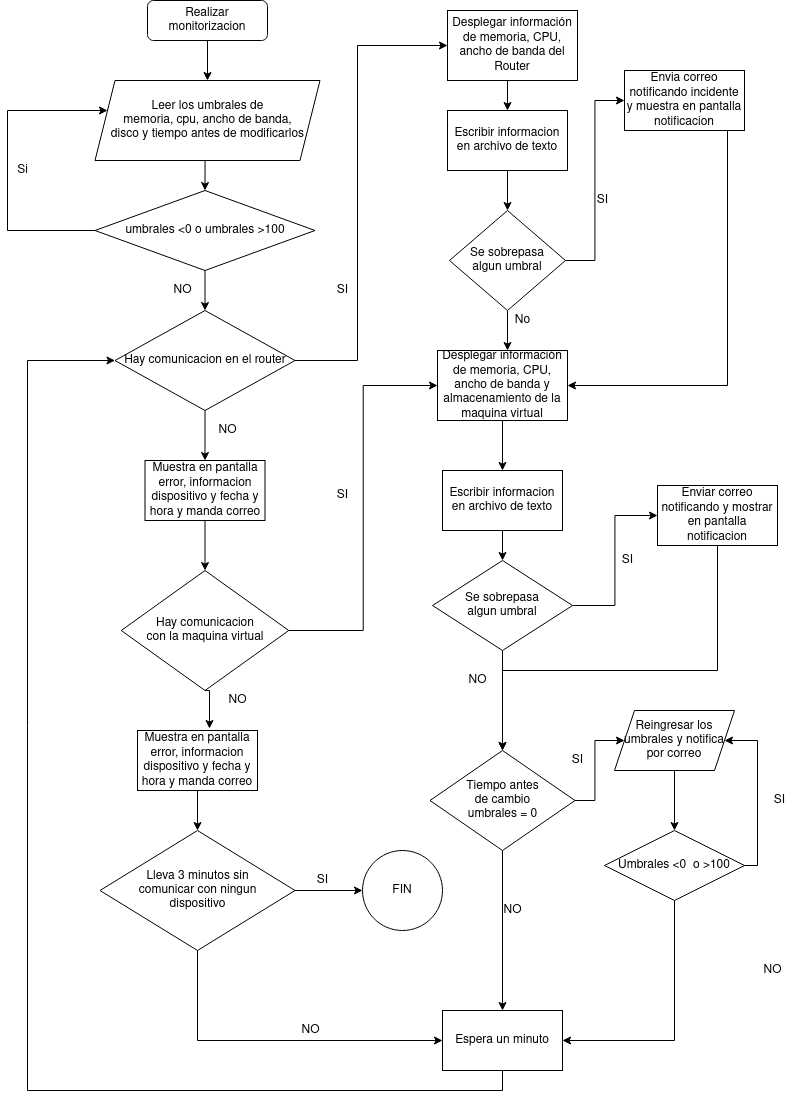 Realizar
monitorizacion
Leer los umbrales de
memoria, cpu, ancho de banda,
disco y tiempo antes de modificarlos
Si
umbrales <0 o umbrales >100
NO
Hay comunicacion en el router
SI
NO
Muestra en pantalla
error, informacion
dispositivo y fecha y
hora y manda correo
Hay comunicacion
con la maquina virtual
SI
NO
Muestra en pantalla
error, informacion
dispositivo y fecha y
hora y manda correo
Lleva 3 minutos sin
comunicar con ningun
dispositivo
SI
FIN
NO
Desplegar información
de memoria, CPU,
ancho de banda del
Router
Escribir informacion
en archivo de texto
Se sobrepasa
algun umbral
SI
Envia correo
notificando incidente
y muestra en pantalla
notificacion
No
Desplegar información
de memoria, CPU,
ancho de banda y
almacenamiento de la
maquina virtual
Escribir informacion
en archivo de texto
Se sobrepasa
algun umbral
SI
Enviar correo
notificando y mostrar
en pantalla
notificacion
NO
Tiempo antes
de cambio
umbrales = 0
SI
Reingresar los
umbrales y notifica
por correo
Umbrales <0 o >100
SI
NO
NO
Espera un minuto